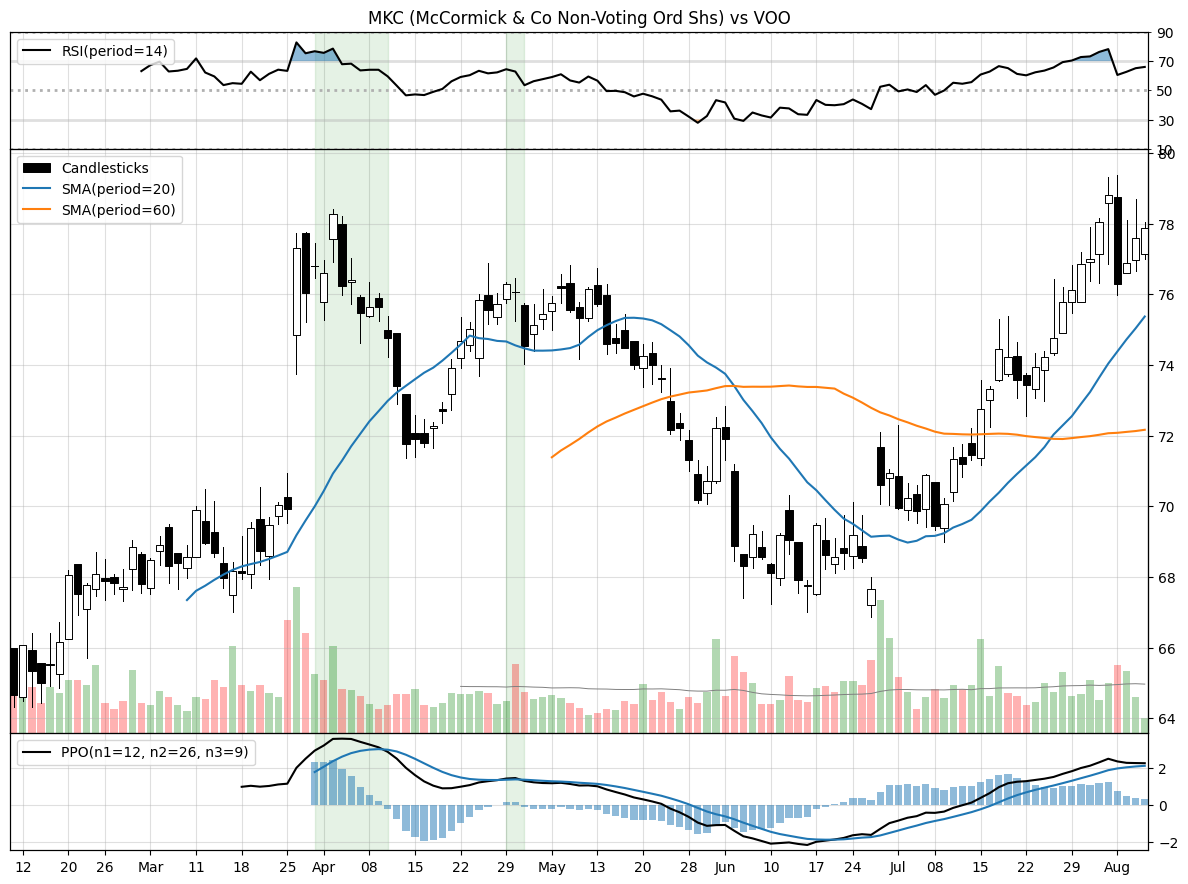 MKC (McCormick & Co Non-Voting Ord Shs) vs VOO
RSI(period=14)
90
70
50
30
10
Candlesticks
SMA(period=20)
SMA(period=60)
80
78
76
74
72
70
68
66
64
PPO(n1=12, n2=26, n3=9)
2
0
−2
12 20 26 Mar 11 18 25 Apr 08 15 22 29 May 13 20 28 Jun 10 17 24 Jul 08 15 22 29 Aug